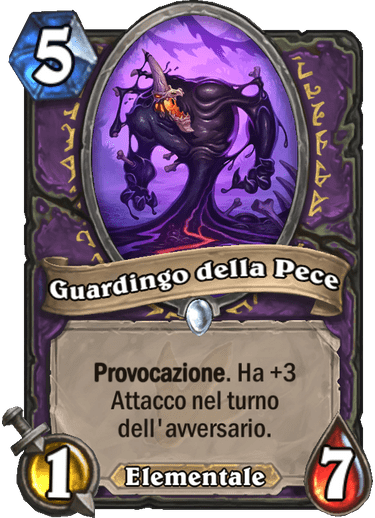 5
Guardingo della Pece
Provocazione. Ha +3
Attacco nel turno
dell'avversario.
1
Elementale
7